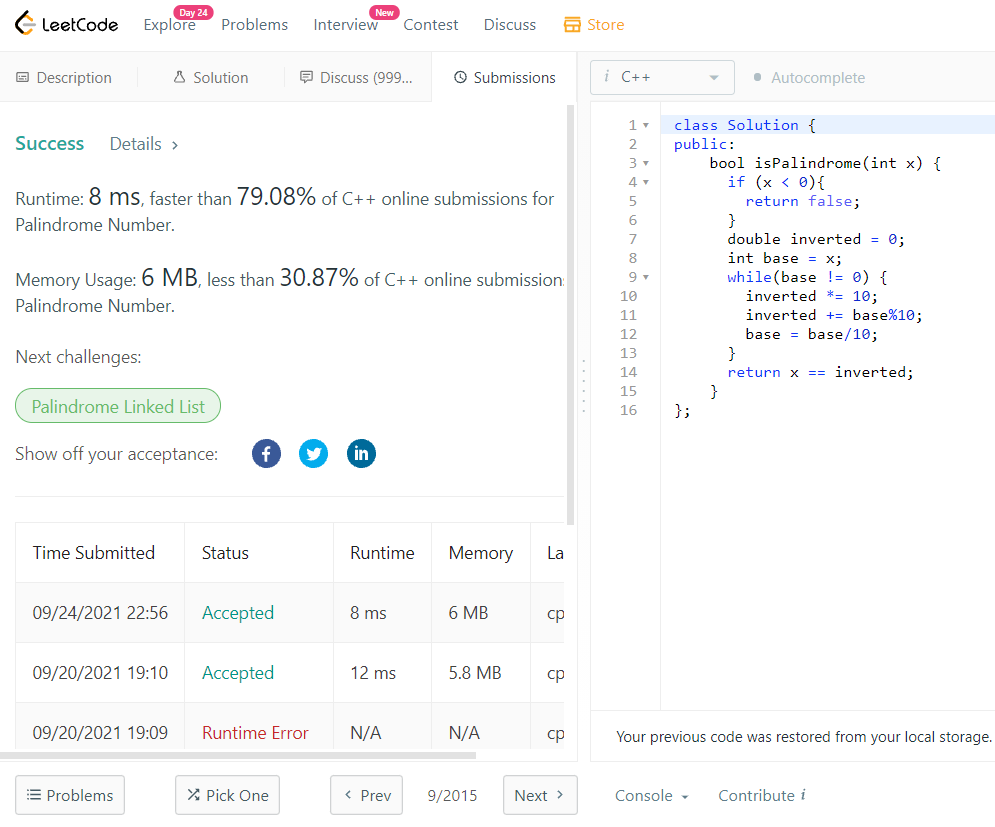 LeetCode Explore Day 24 Problems Interview New Contest Discuss Store
Description Solution Discuss (999... Submissions
Success Details >
Runtime: 8 ms, faster than 79.08% of C++ online submissions for
Palindrome Number.
Memory Usage: 6 MB, less than 30.87% of C++ online submissions
Palindrome Number.
Next challenges:
Palindrome Linked List
Show off your acceptance:
Time Submitted Status Runtime Memory La
09/24/2021 22:56 Accepted 8 ms 6 MB cp
09/20/2021 19:10 Accepted 12 ms 5.8 MB cp
09/20/2021 19:09 Runtime Error N/A N/A cp
i C++ Autocomplete
1 class Solution {
2 public:
3 bool isPalindrome(int x) {
4 if (x < 0){
5 return false;
6 }
7 double inverted = 0;
8 int base = x;
9 while(base != 0) {
10 inverted *= 10;
11 inverted += base%10;
12 base = base/10;
13 }
14 return x == inverted;
15 }
16 };
Your previous code was restored from your local storage.
Problems Pick One < Prev 9/2015 Next > Console Contribute i